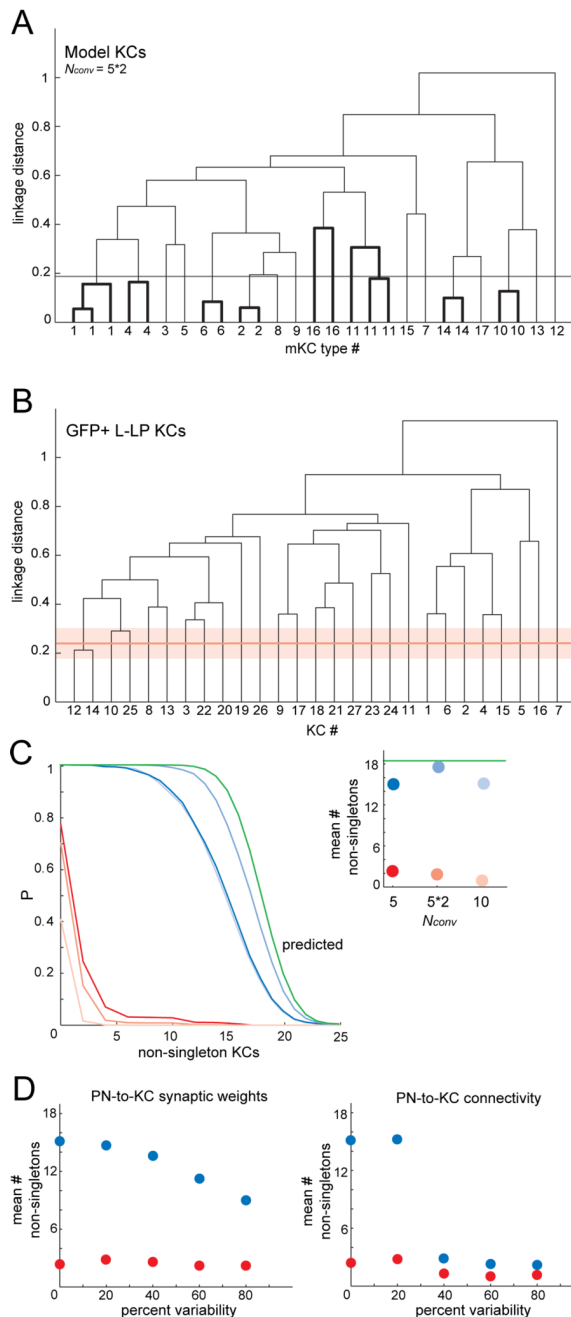 A
Model KCs
Nconv = 5*2
1
0.8
0.6
0.4
0.2
0
linkage distance
1 1 1 4 4 3 5 6 6 2 2 8 9 16 16 11 11 11 15 7 14 14 17 10 10 13 12
mKC type #
B
GFP+ L-LP KCs
1
0.8
0.6
0.4
0.2
0
linkage distance
12 14 10 25 8 13 3 22 20 19 26 9 17 18 21 27 23 24 11 1 6 2 4 15 5 16 7
KC #
C
1
0.8
0.6
0.4
0.2
P
predicted
5 10 15 20 25
non-singleton KCs
18
12
6
0
mean #
non-singletons
5 5*2 10
Nconv
D
PN-to-KC synaptic weights
18
12
6
mean #
non-singletons
0 20 40 60 80
percent variability
PN-to-KC connectivity
18
12
6
mean #
non-singletons
0 20 40 60 80
percent variability